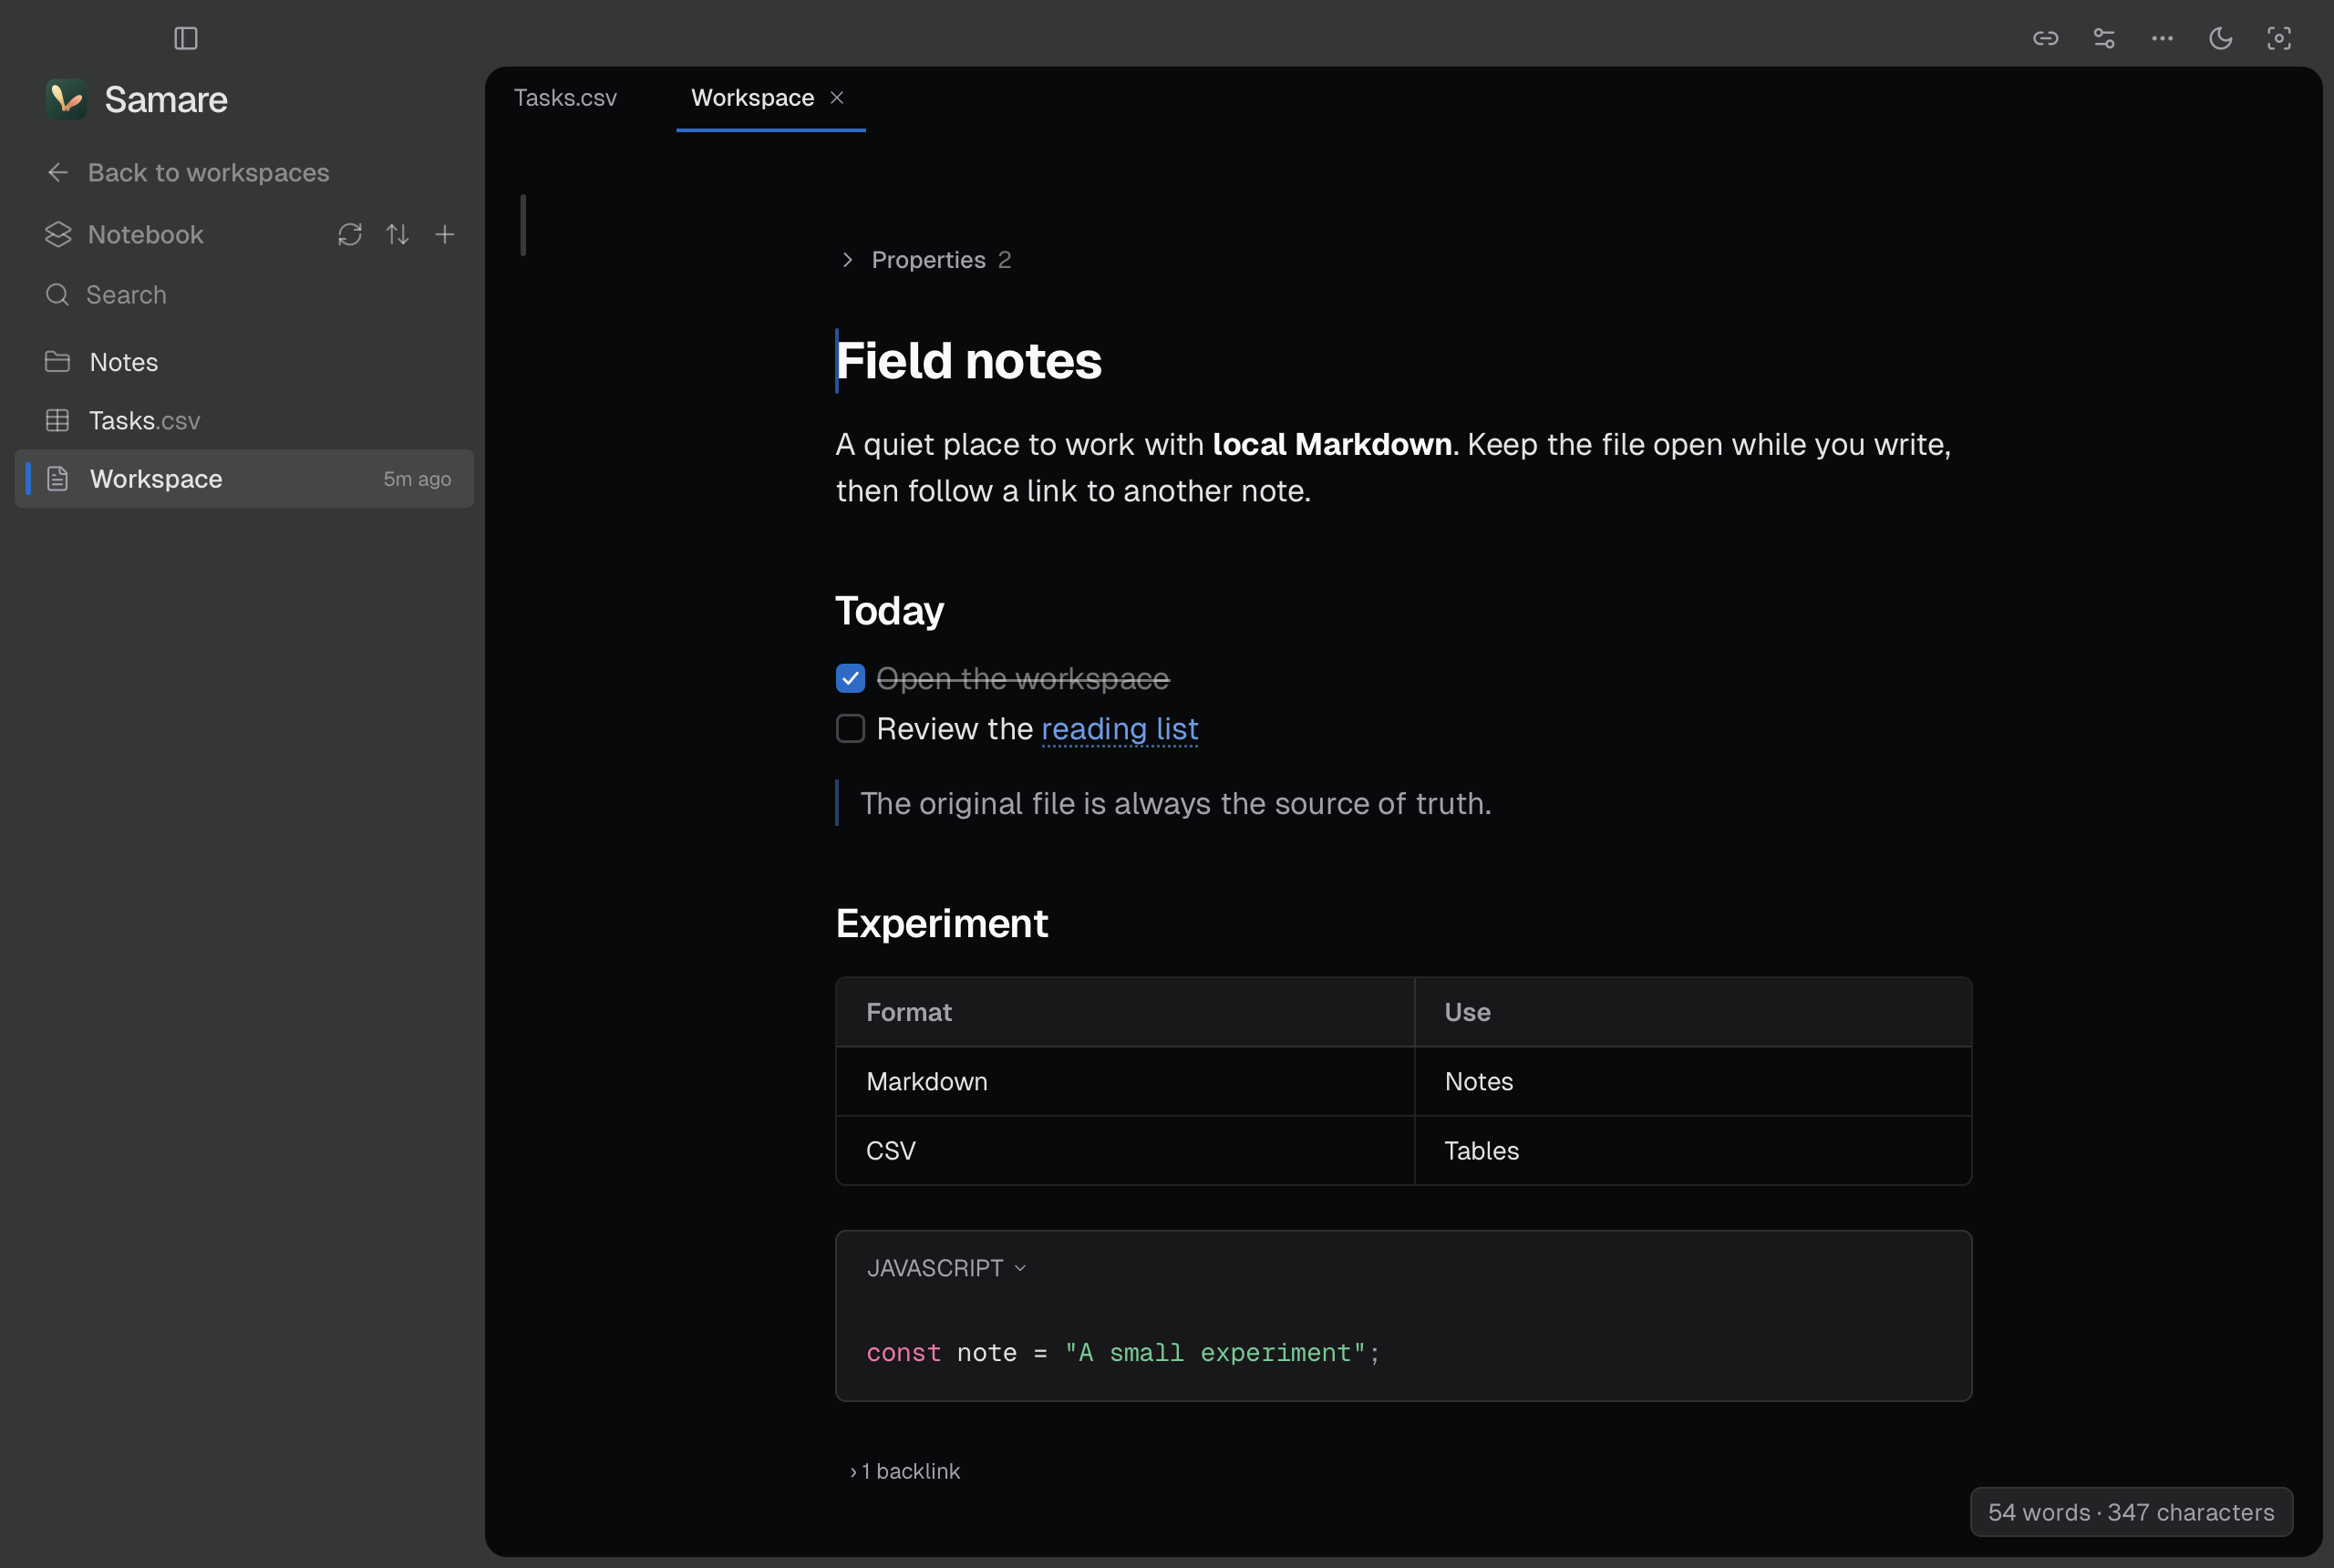 Samare
Back to workspaces
Notebook
Search
Notes
Tasks.csv
Workspace 5m ago
Tasks.csv Workspace
Properties 2
Field notes
A quiet place to work with local Markdown. Keep the file open while you write,
then follow a link to another note.
Today
Open the workspace
Review the reading list
The original file is always the source of truth.
Experiment
Format Use
Markdown Notes
CSV Tables
JAVASCRIPT
const note = "A small experiment";
1 backlink
54 words · 347 characters